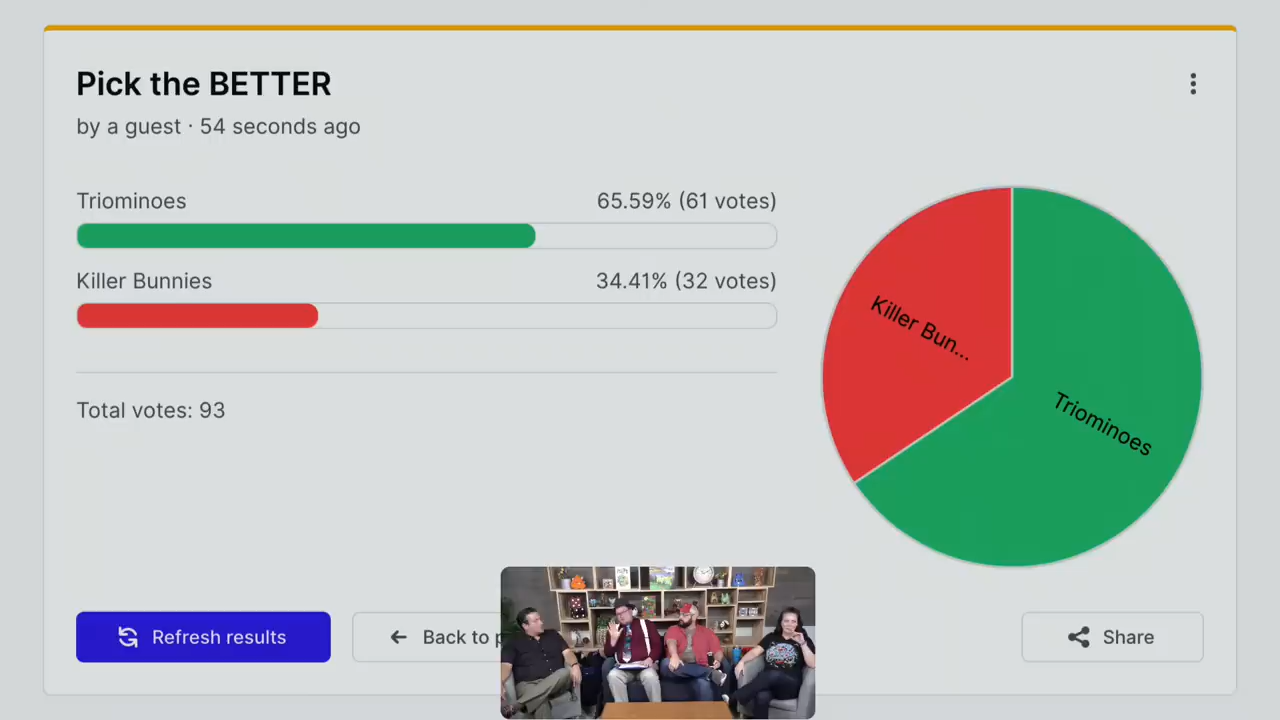 Pick the BETTER
by a guest · 54 seconds ago
Triominoes 65.59% (61 votes)
Killer Bunnies 34.41% (32 votes)
Total votes: 93
Killer Bun...
Triominoes
Refresh results
Back to
Share